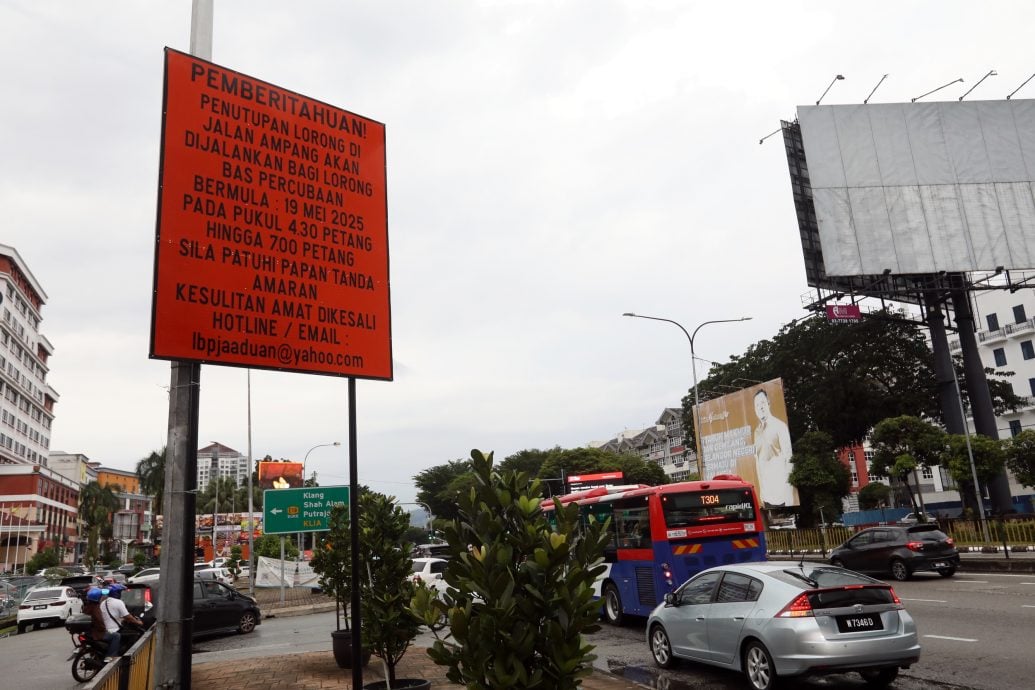 PEMBERITAHUAN!
PENUTUPAN LORONG DI
JALAN AMPANG AKAN
DIJALANKAN BAGI LORONG
BAS PERCUBAAN
BERMULA : 19 MEI 2025
PADA PUKUL 4.30 PETANG
HINGGA 7.00 PETANG
SILA PATUHI PAPAN TANDA
AMARAN
KESULITAN AMAT DIKESALI
HOTLINE / EMAIL :
lbpjaaduan@yahoo.com
Klang
Shah Alam
Putrajaya
KLIA
T304
rapidKL
W 7346 D